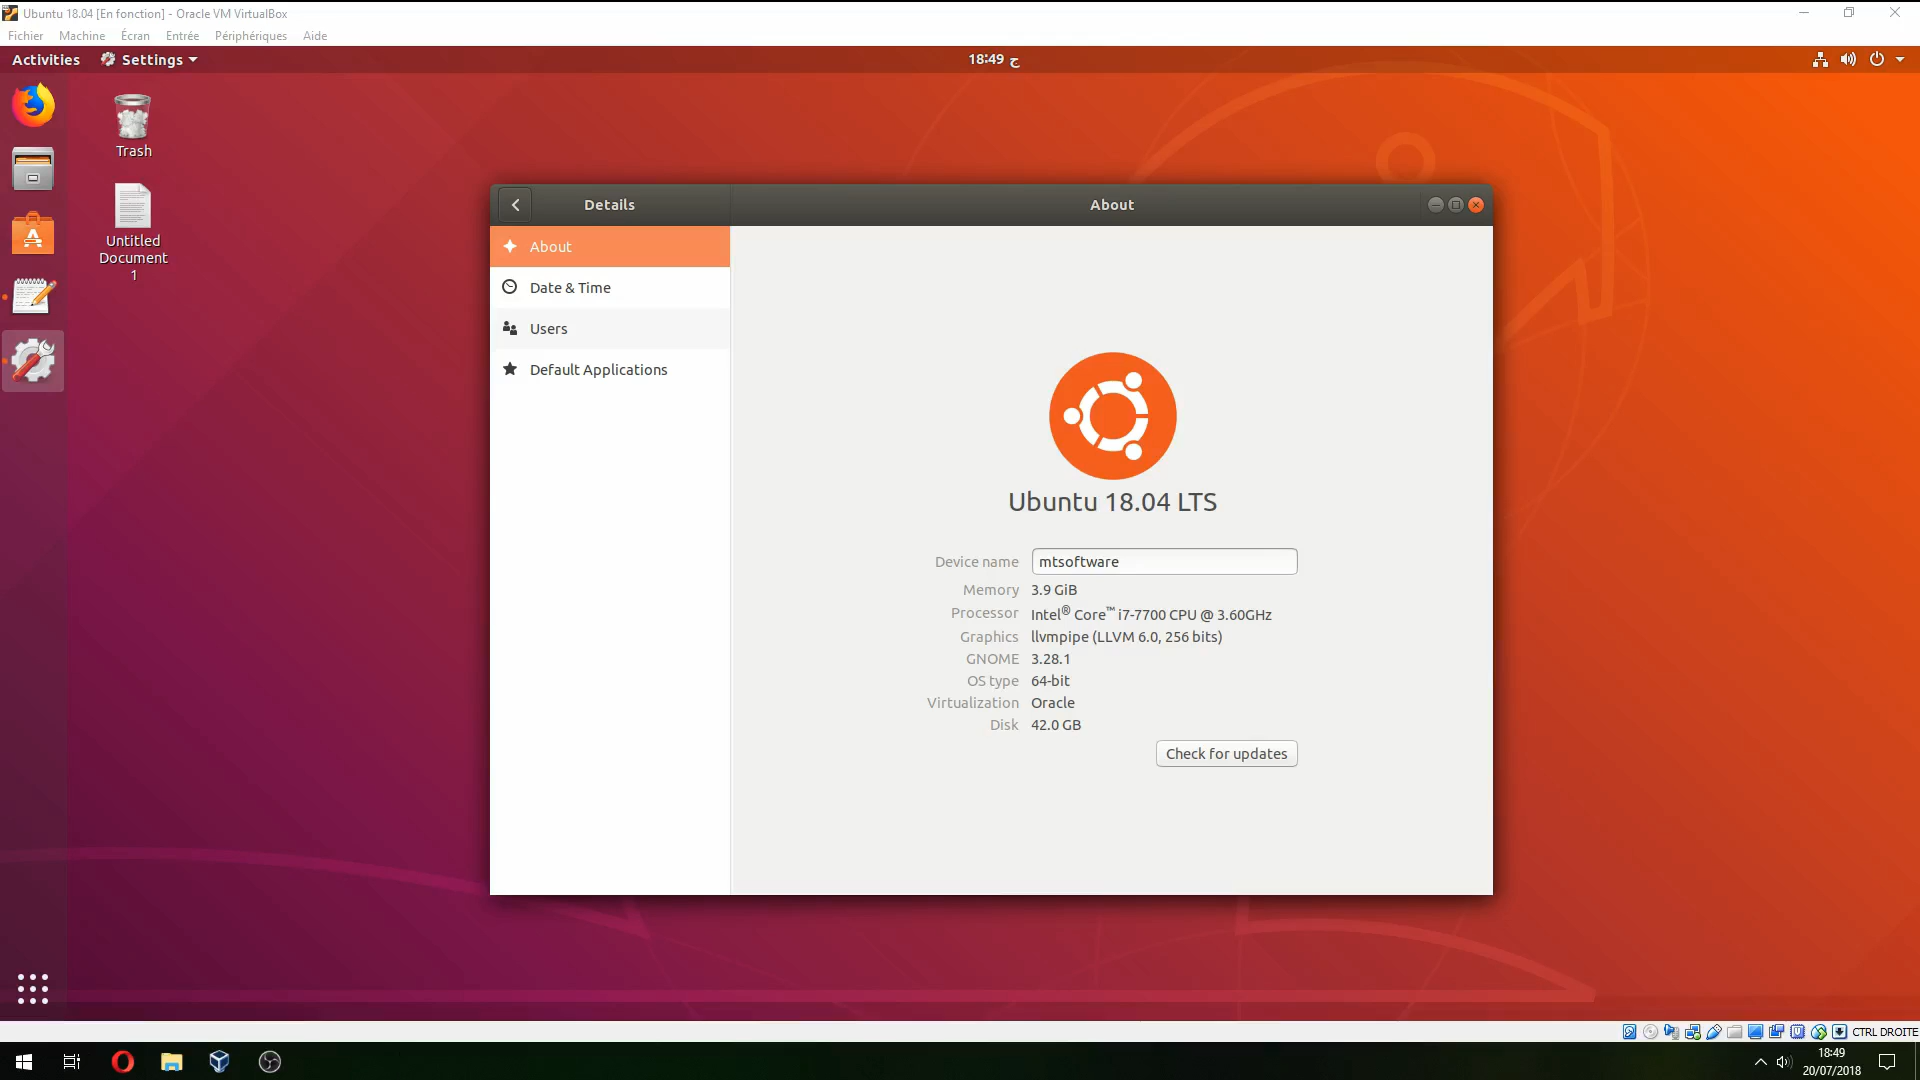 Ubuntu 18.04 [En fonction] - Oracle VM VirtualBox
Fichier Machine Écran Entrée Périphériques Aide
Activities Settings 18:49 ح
Trash
Untitled
Document
1
Details About
About
Date & Time
Users
Default Applications
Ubuntu 18.04 LTS
Device name mtsoftware
Memory 3.9 GiB
Processor Intel® Core™ i7-7700 CPU @ 3.60GHz
Graphics llvmpipe (LLVM 6.0, 256 bits)
GNOME 3.28.1
OS type 64-bit
Virtualization Oracle
Disk 42.0 GB
Check for updates
CTRL DROITE
18:49
20/07/2018